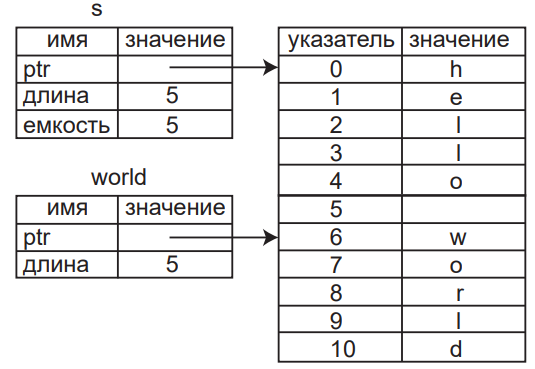 s
имя значение
ptr
длина 5
емкость 5
world
имя значение
ptr
длина 5
указатель значение
0 h
1 e
2 l
3 l
4 o
5
6 w
7 o
8 r
9 l
10 d